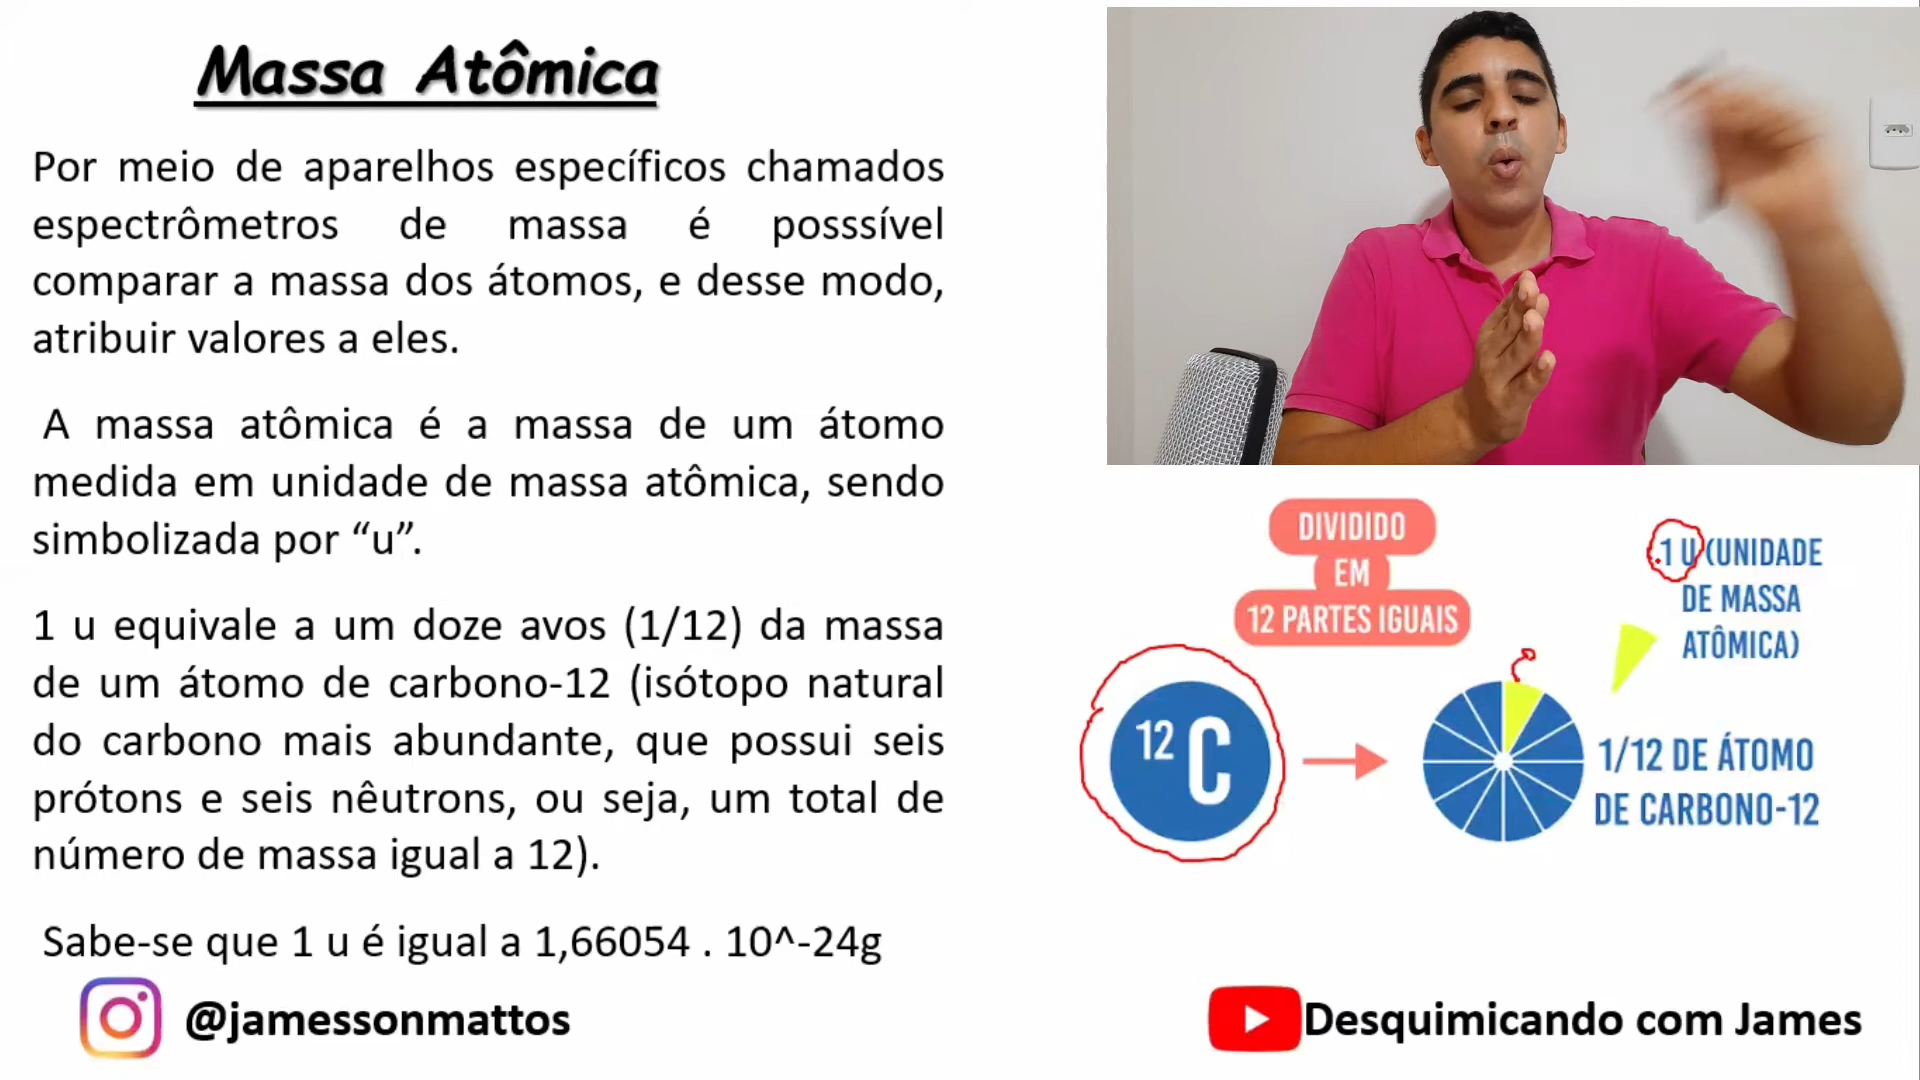 Massa Atômica
Por meio de aparelhos específicos chamados
espectrômetros de massa é posssível
comparar a massa dos átomos, e desse modo,
atribuir valores a eles.
A massa atômica é a massa de um átomo
medida em unidade de massa atômica, sendo
simbolizada por “u”.
1 u equivale a um doze avos (1/12) da massa
de um átomo de carbono-12 (isótopo natural
do carbono mais abundante, que possui seis
prótons e seis nêutrons, ou seja, um total de
número de massa igual a 12).
Sabe-se que 1 u é igual a 1,66054 . 10^-24g
@jamessonmattos
DIVIDIDO
EM
12 PARTES IGUAIS
1 U (UNIDADE
DE MASSA
ATÔMICA)
12 C
1/12 DE ÁTOMO
DE CARBONO-12
Desquimicando com James